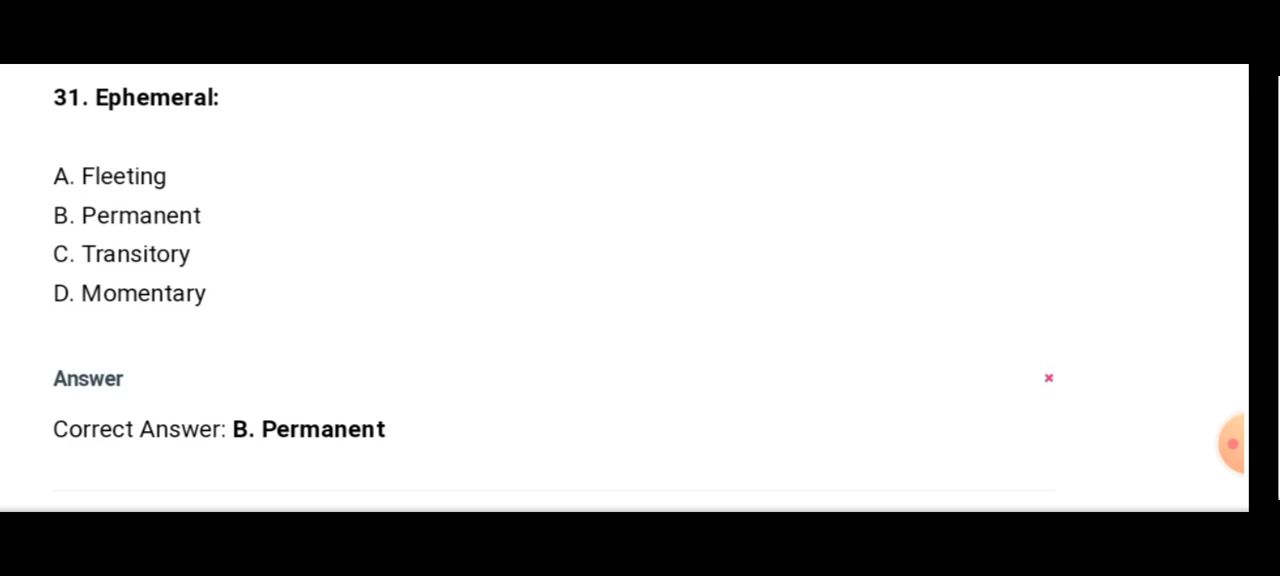 31. Ephemeral:
A. Fleeting
B. Permanent
C. Transitory
D. Momentary
Answer
Correct Answer: B. Permanent